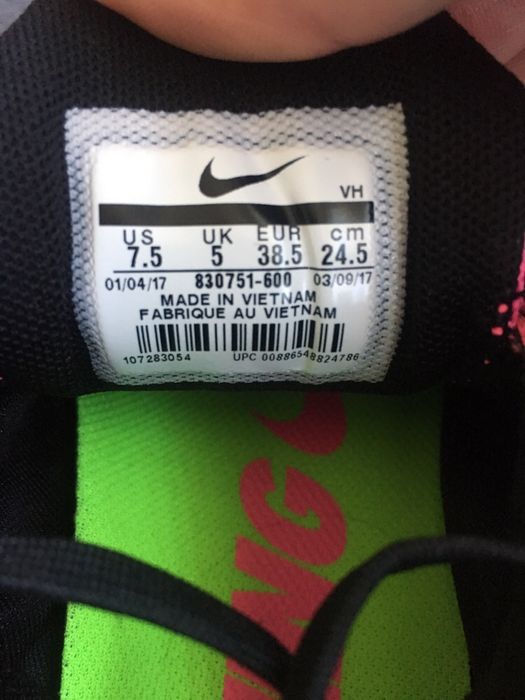 VH
US UK EUR cm
7.5 5 38.5 24.5
01/04/17 830751-600 03/09/17
MADE IN VIETNAM
FABRIQUE AU VIETNAM
107283054 UPC 00886548824786
NG